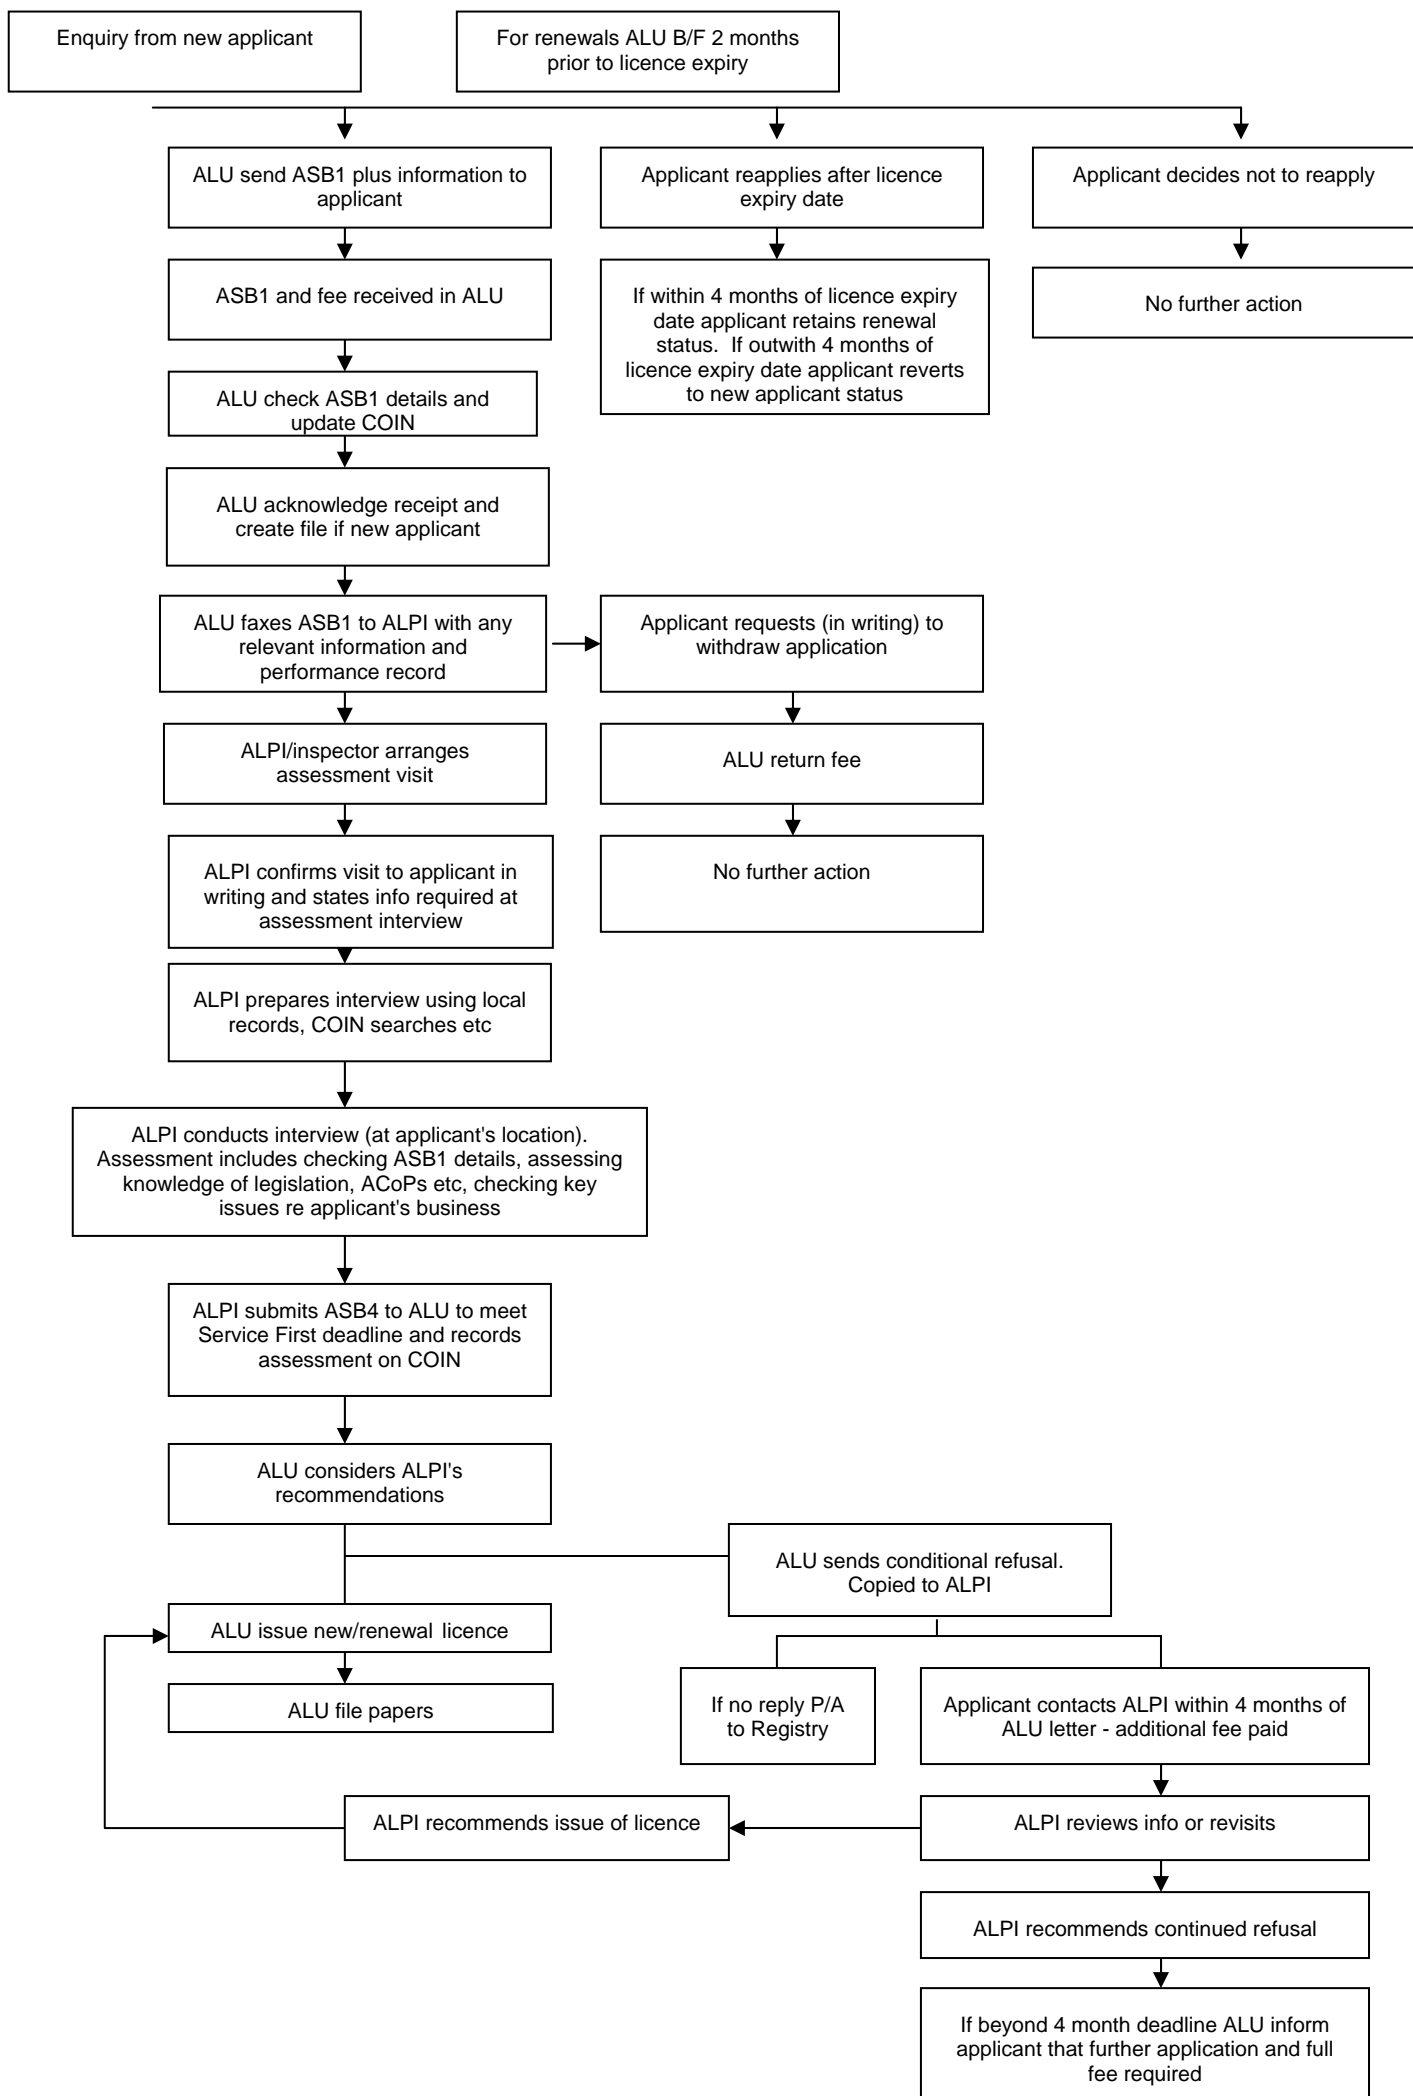 Enquiry from new applicant
For renewals ALU B/F 2 months
prior to licence expiry
ALU send ASB1 plus information to
applicant
Applicant reapplies after licence
expiry date
Applicant decides not to reapply
ASB1 and fee received in ALU
If within 4 months of licence expiry
date applicant retains renewal
status.  If outwith 4 months of
licence expiry date applicant reverts
to new applicant status
No further action
ALU check ASB1 details and
update COIN
ALU acknowledge receipt and
create file if new applicant
ALU faxes ASB1 to ALPI with any
relevant information and
performance record
Applicant requests (in writing) to
withdraw application
ALPI/inspector arranges
assessment visit
ALU return fee
ALPI confirms visit to applicant in
writing and states info required at
assessment interview
No further action
ALPI prepares interview using local
records, COIN searches etc
ALPI conducts interview (at applicant's location).
Assessment includes checking ASB1 details, assessing
knowledge of legislation, ACoPs etc, checking key
issues re applicant's business
ALPI submits ASB4 to ALU to meet
Service First deadline and records
assessment on COIN
ALU considers ALPI's
recommendations
ALU sends conditional refusal.
Copied to ALPI
ALU issue new/renewal licence
ALU file papers
If no reply P/A
to Registry
Applicant contacts ALPI within 4 months of
ALU letter - additional fee paid
ALPI recommends issue of licence
ALPI reviews info or revisits
ALPI recommends continued refusal
If beyond 4 month deadline ALU inform
applicant that further application and full
fee required